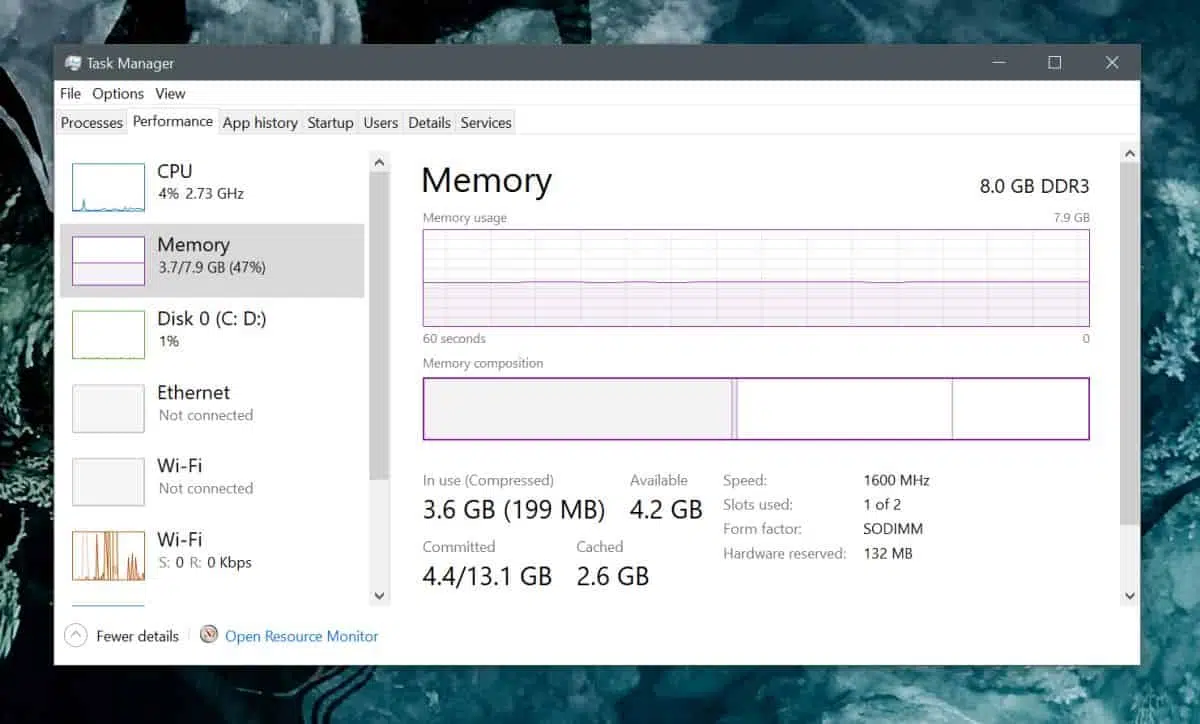 Task Manager
File Options View
Processes Performance App history Startup Users Details Services
CPU
4% 2.73 GHz
Memory
3.7/7.9 GB (47%)
Disk 0 (C: D:)
1%
Ethernet
Not connected
Wi-Fi
Not connected
Wi-Fi
S: 0 R: 0 Kbps
Memory
8.0 GB DDR3
Memory usage
7.9 GB
60 seconds
0
Memory composition
In use (Compressed)
3.6 GB (199 MB)
Available
4.2 GB
Committed
4.4/13.1 GB
Cached
2.6 GB
Speed: 1600 MHz
Slots used: 1 of 2
Form factor: SODIMM
Hardware reserved: 132 MB
Fewer details
Open Resource Monitor